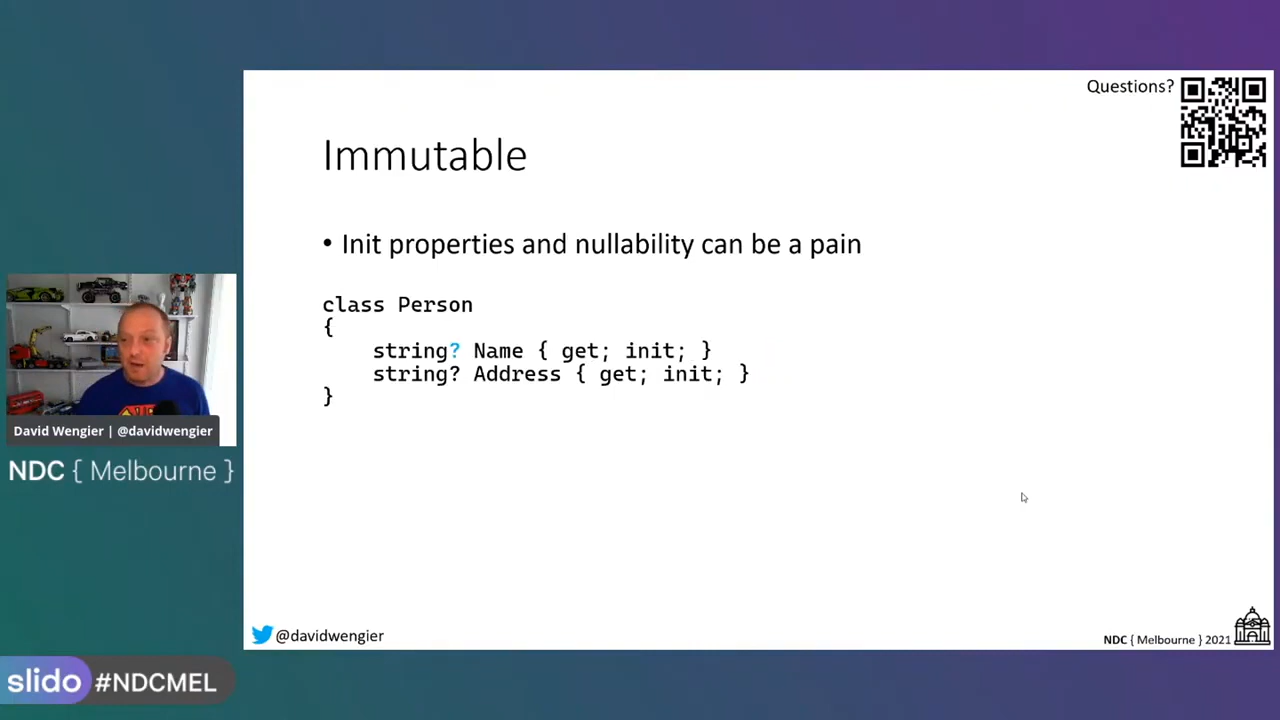 Questions?
Immutable
• Init properties and nullability can be a pain
class Person
{
string? Name { get; init; }
string? Address { get; init; }
}
David Wengier | @davidwengier
NDC { Melbourne }
@davidwengier
NDC { Melbourne } 2021
slido #NDCMEL